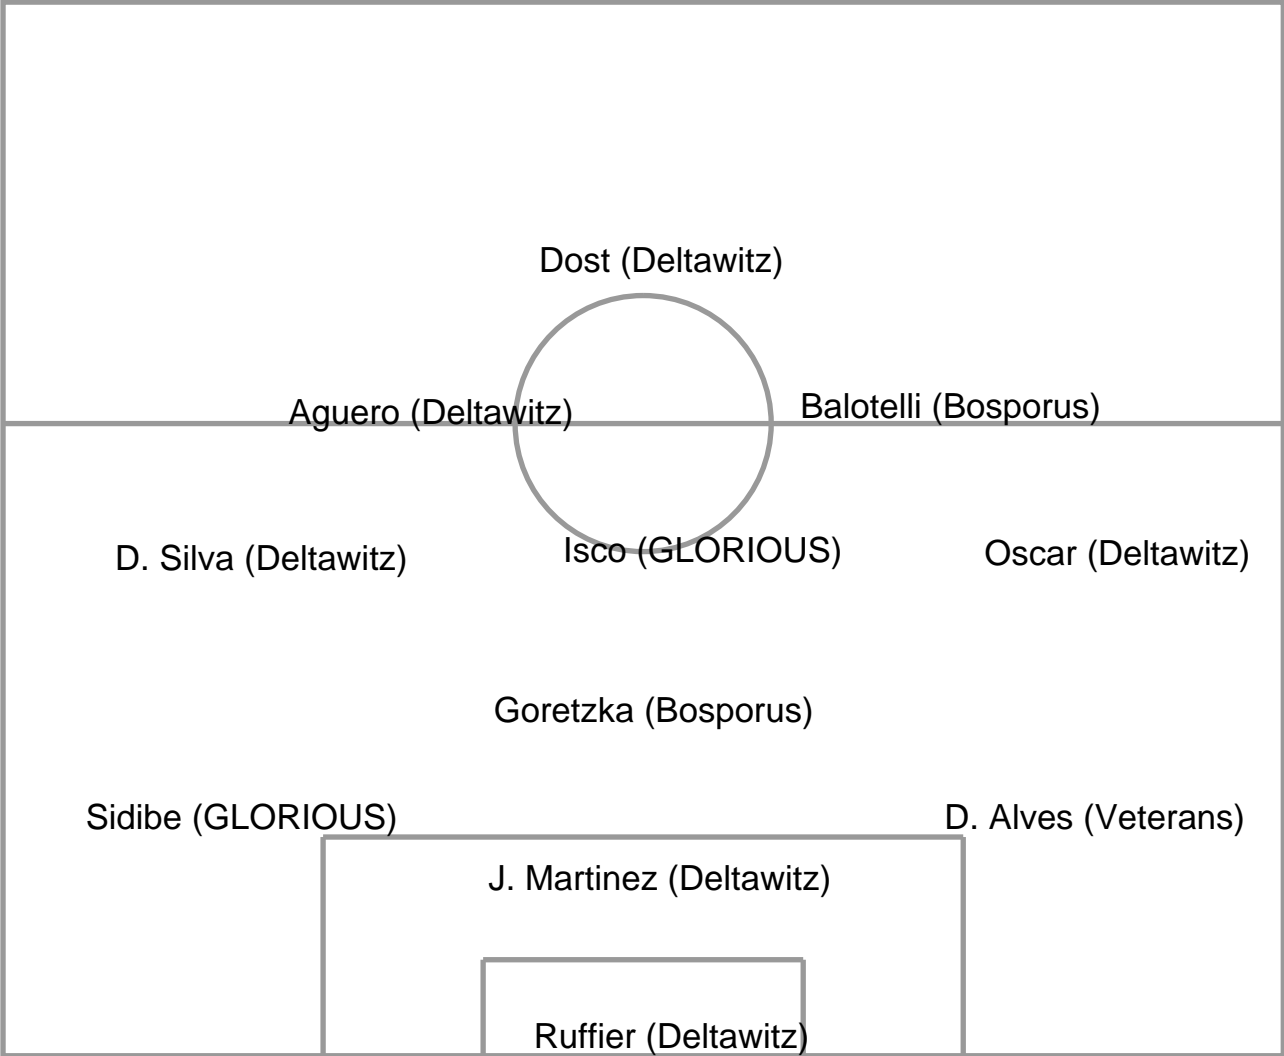 Dost (Deltawitz)
Aguero (Deltawitz)
Balotelli (Bosporus)
D. Silva (Deltawitz)
Isco (GLORIOUS)
Oscar (Deltawitz)
Goretzka (Bosporus)
Sidibe (GLORIOUS)
D. Alves (Veterans)
J. Martinez (Deltawitz)
Ruffier (Deltawitz)